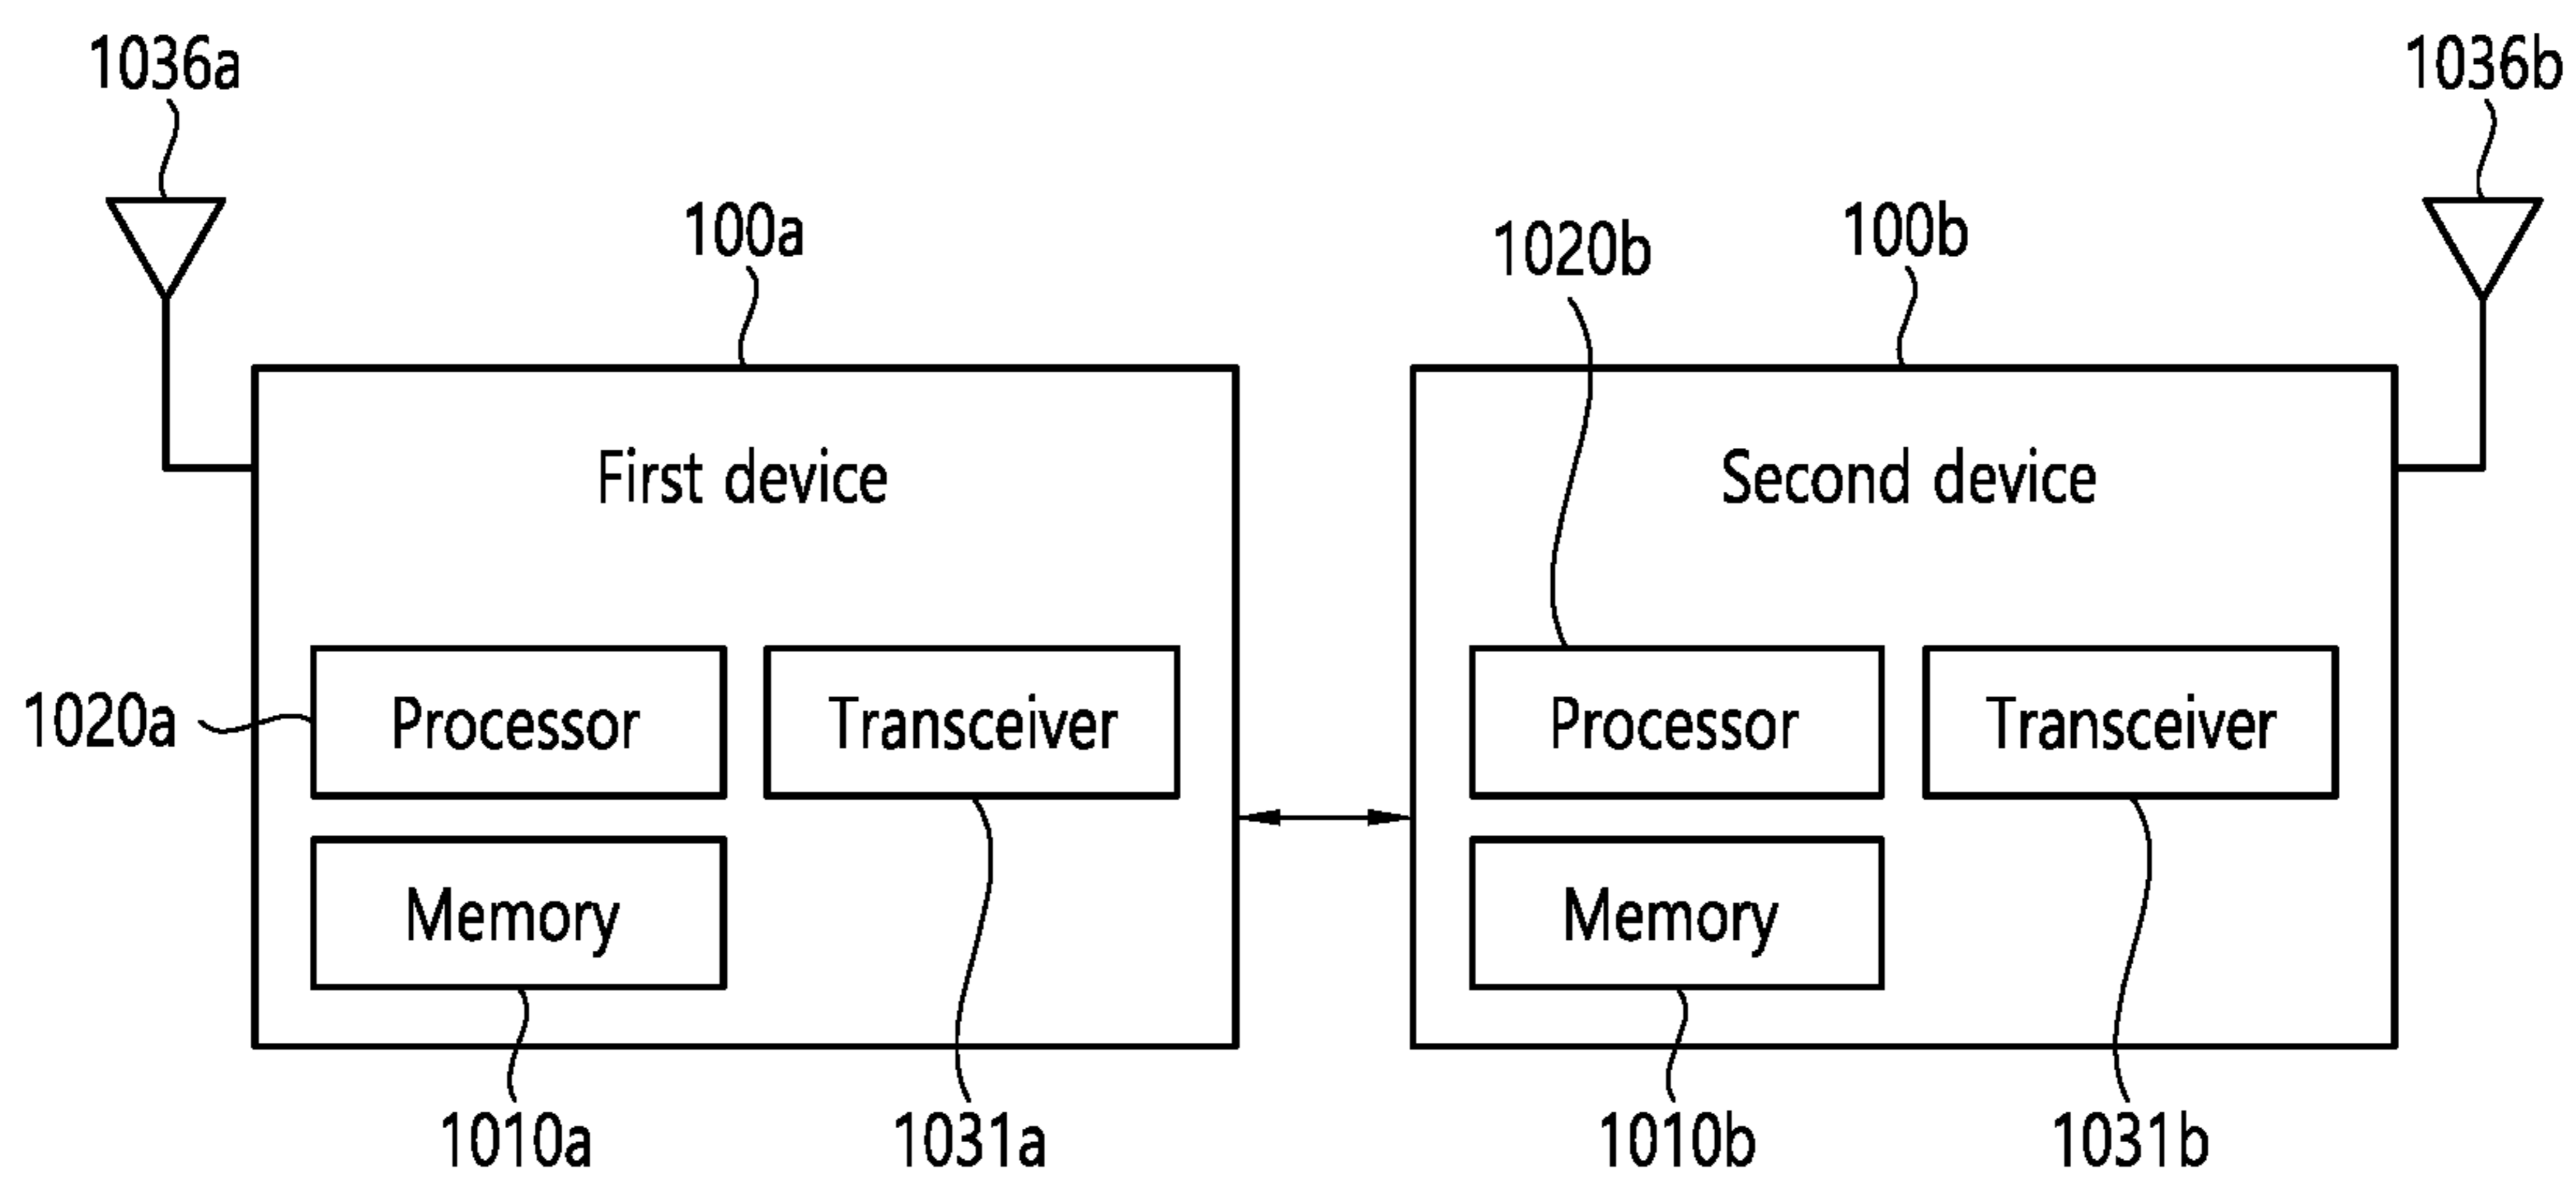 1036a
1036b
100a
100b
1020b
First device
Second device
1020a
Processor
Transceiver
Processor
Transceiver
Memory
Memory
1010a
1031a
1010b
1031b